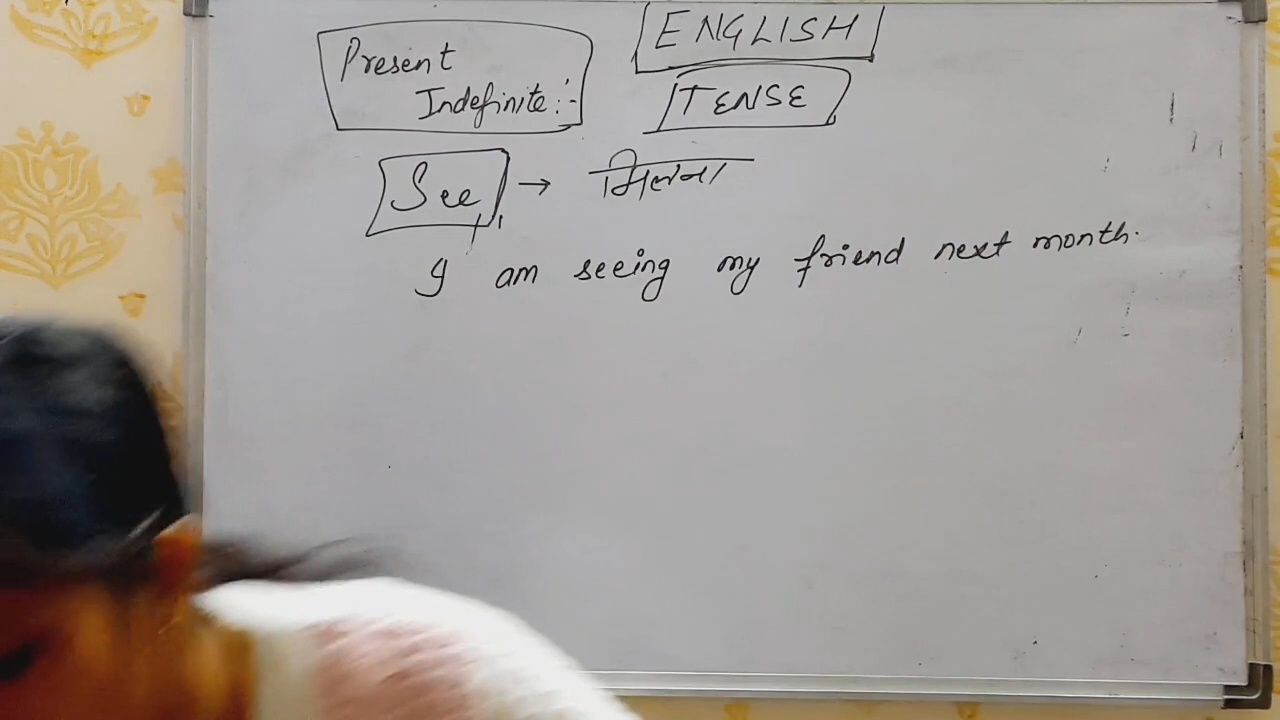 ENGLISH
TENSE
Present
Indefinite :-
See → मिलना
I am seeing my friend next month.